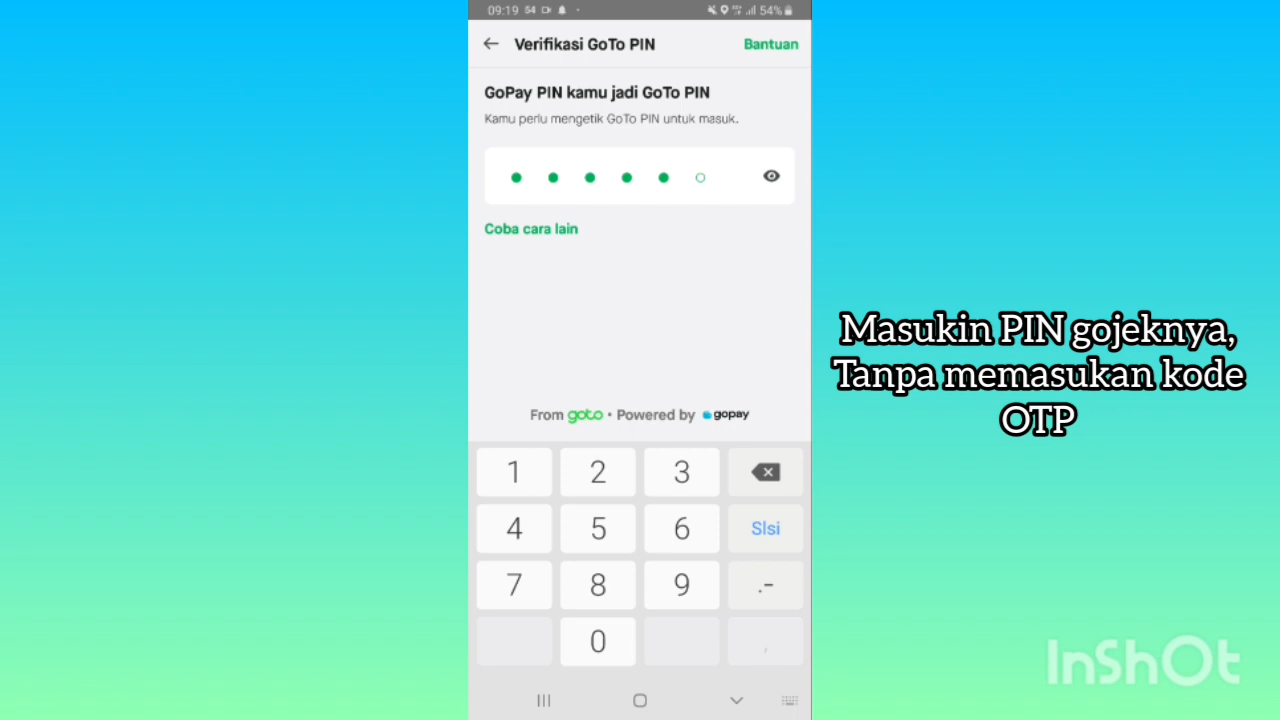 09:19 54 54%
Verifikasi GoTo PIN Bantuan
GoPay PIN kamu jadi GoTo PIN
Kamu perlu mengetik GoTo PIN untuk masuk.
Coba cara lain
Masukin PIN gojeknya,
Tanpa memasukan kode
OTP
From goto • Powered by gopay
1 2 3
4 5 6 Slsi
7 8 9 .-
0 ,
InShOt